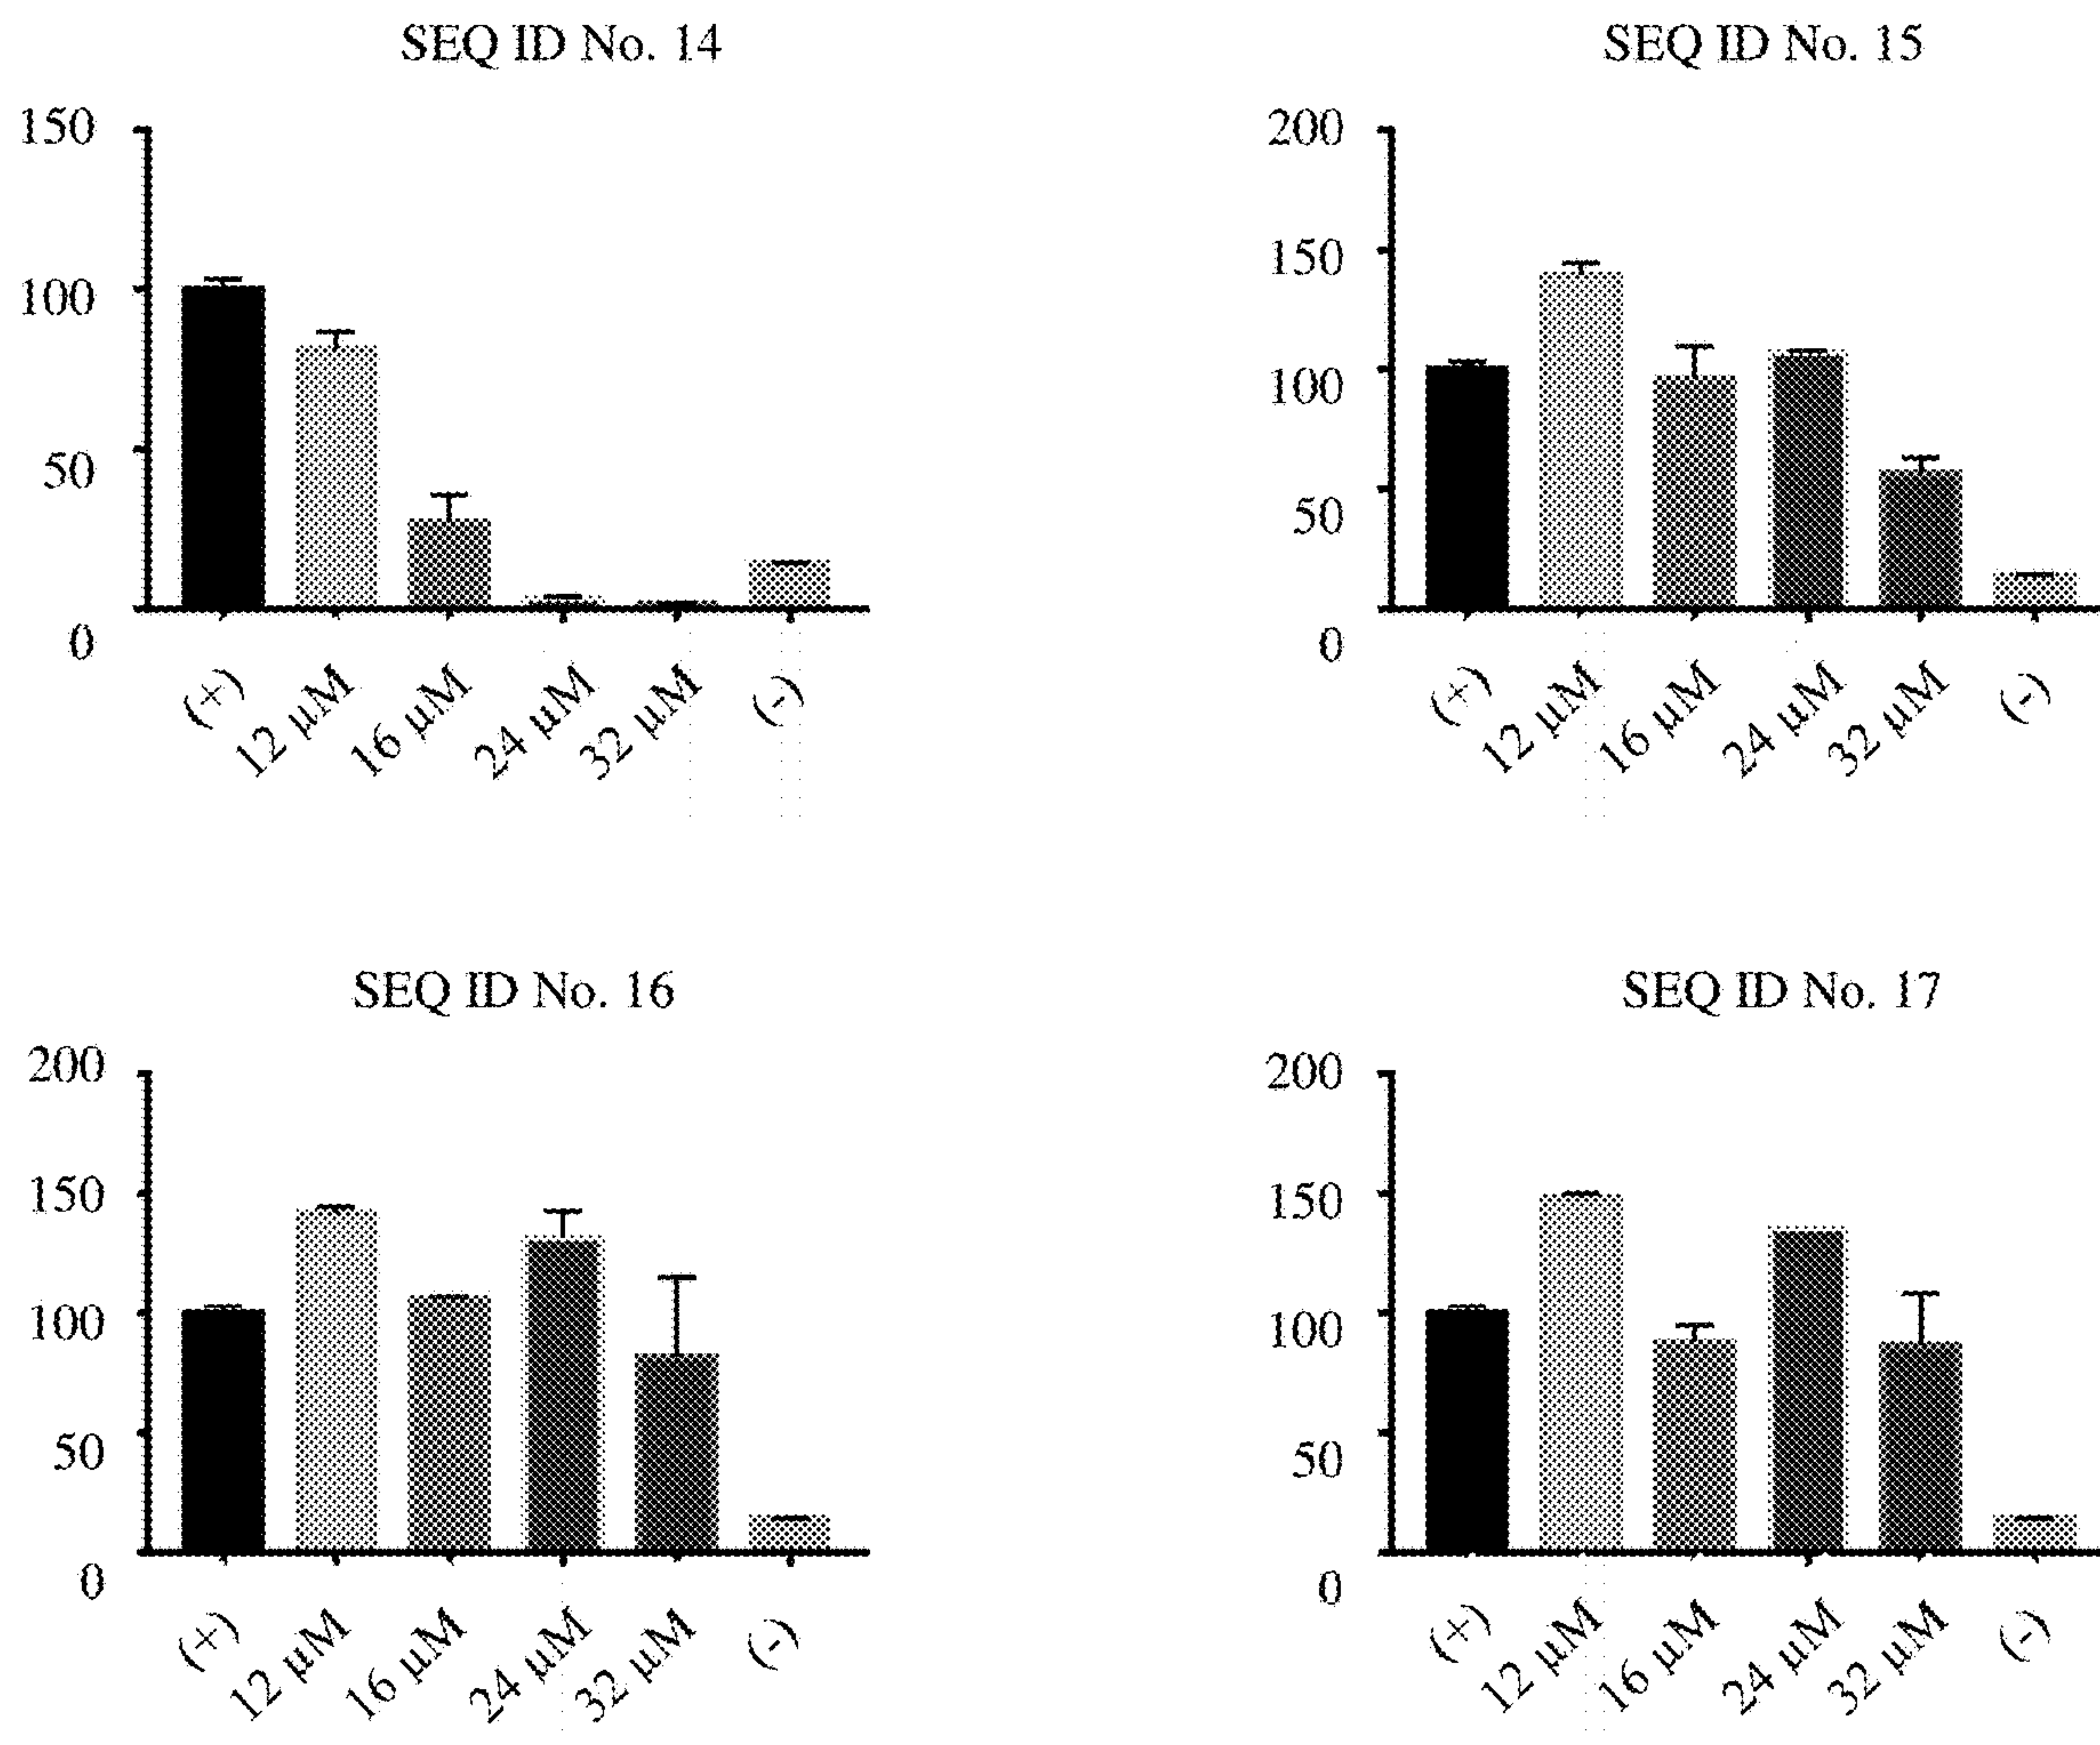 SEQ ID No. 14
150
100
50
0
(+)
12 µM
16 µM
24 µM
32 µM
(-)
SEQ ID No. 15
200
150
100
50
0
(+)
12 µM
16 µM
24 µM
32 µM
(-)
SEQ ID No. 16
200
150
100
50
0
(+)
12 µM
16 µM
24 µM
32 µM
(-)
SEQ ID No. 17
200
150
100
50
0
(+)
12 µM
16 µM
24 µM
32 µM
(-)